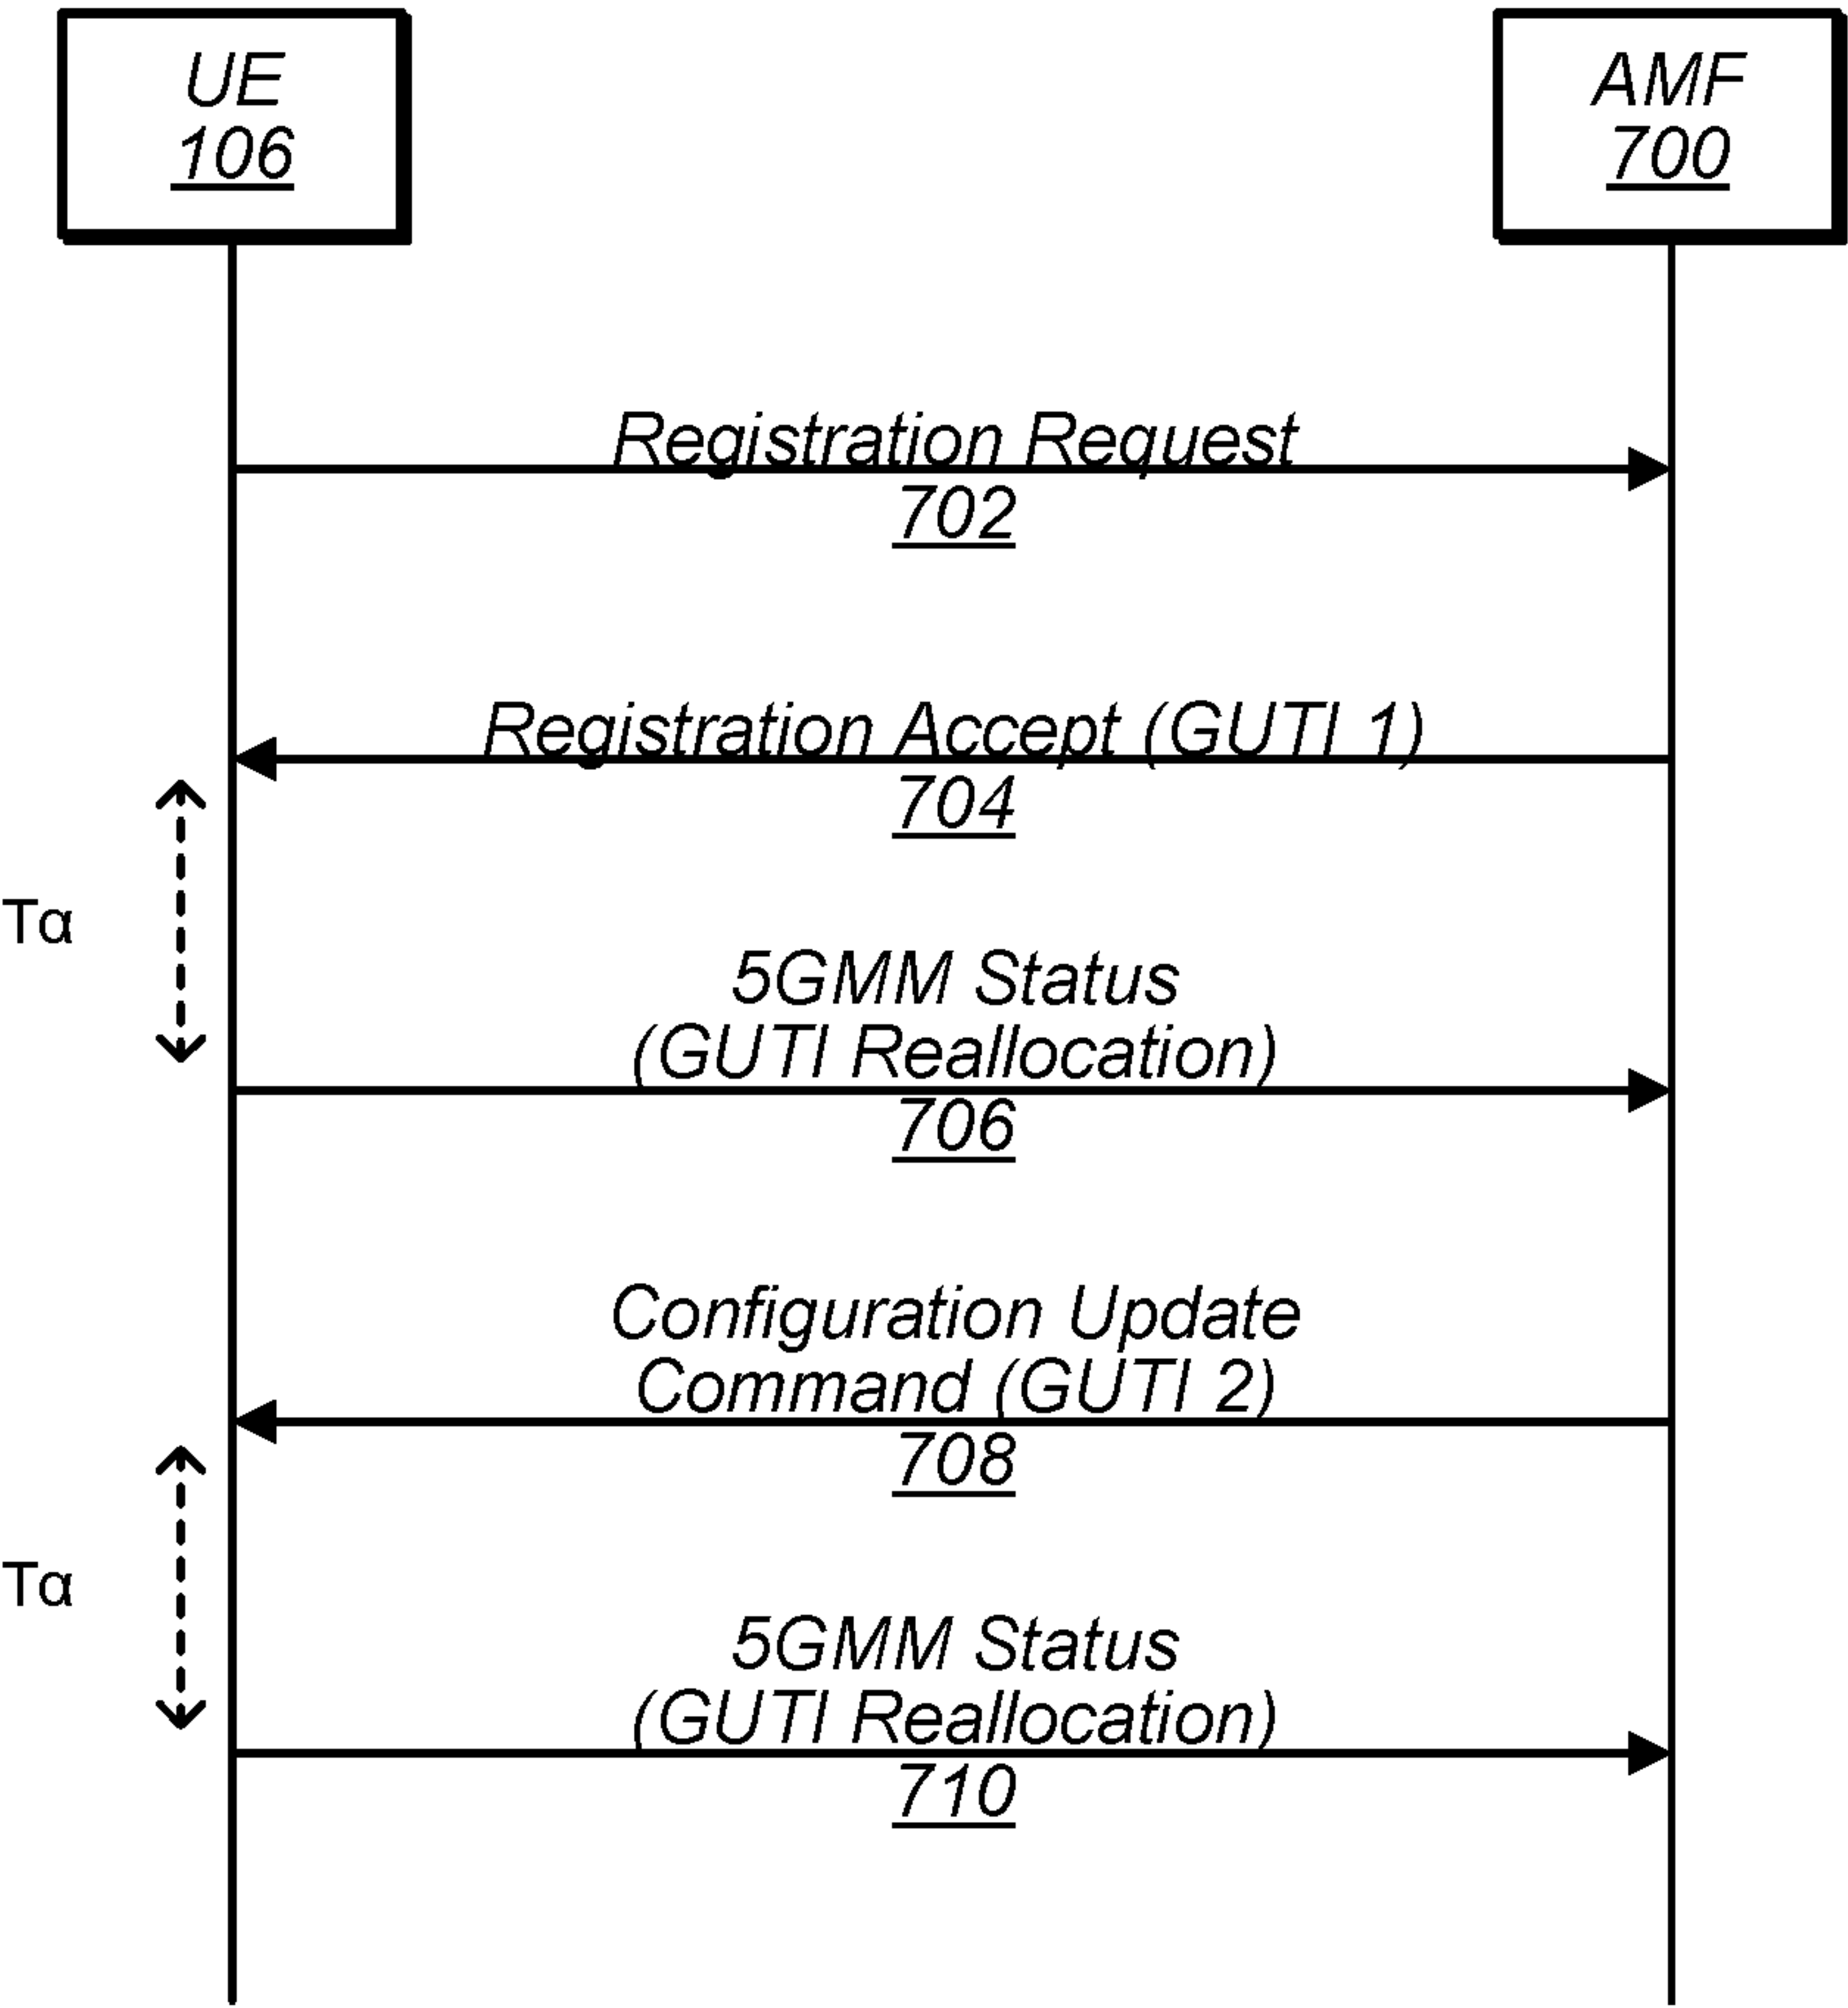 UE
106
AMF
700
Registration Request
702
Registration Accept (GUTI 1)
704
Tα
5GMM Status
(GUTI Reallocation)
706
Configuration Update
Command (GUTI 2)
708
Tα
5GMM Status
(GUTI Reallocation)
710